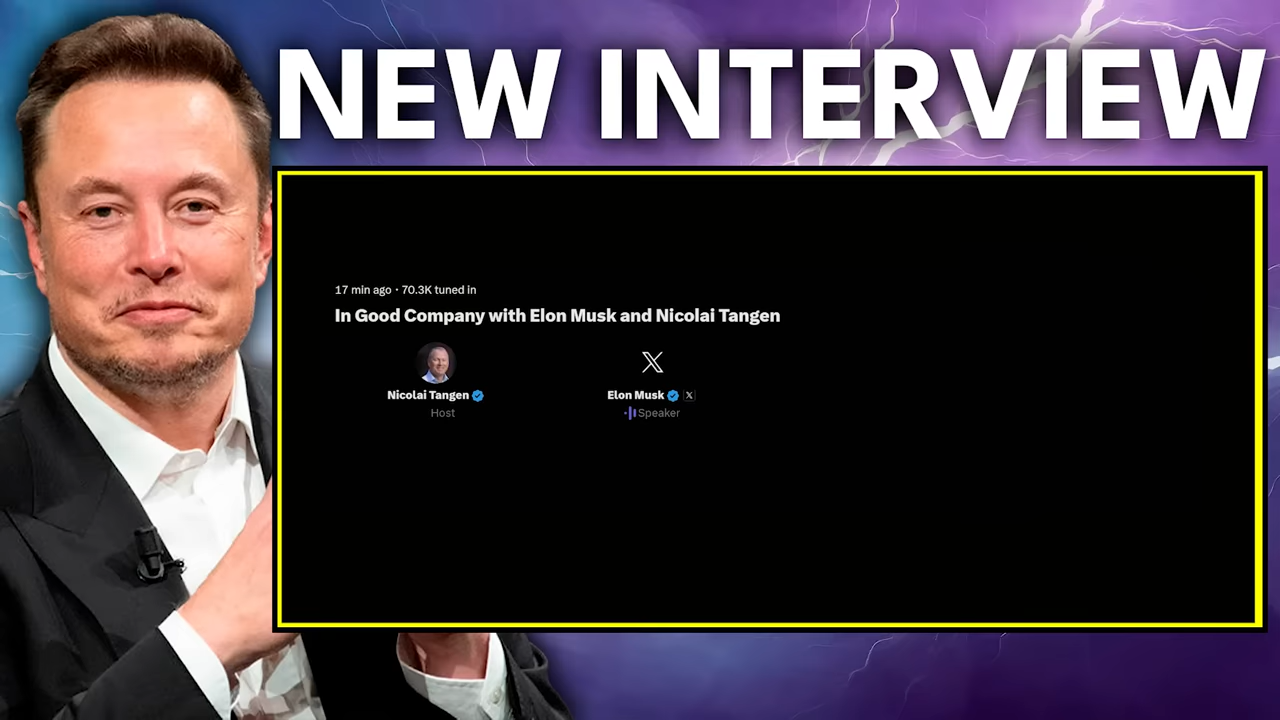 NEW INTERVIEW
17 min ago · 70.3K tuned in
In Good Company with Elon Musk and Nicolai Tangen
Nicolai Tangen
Host
Elon Musk
Speaker